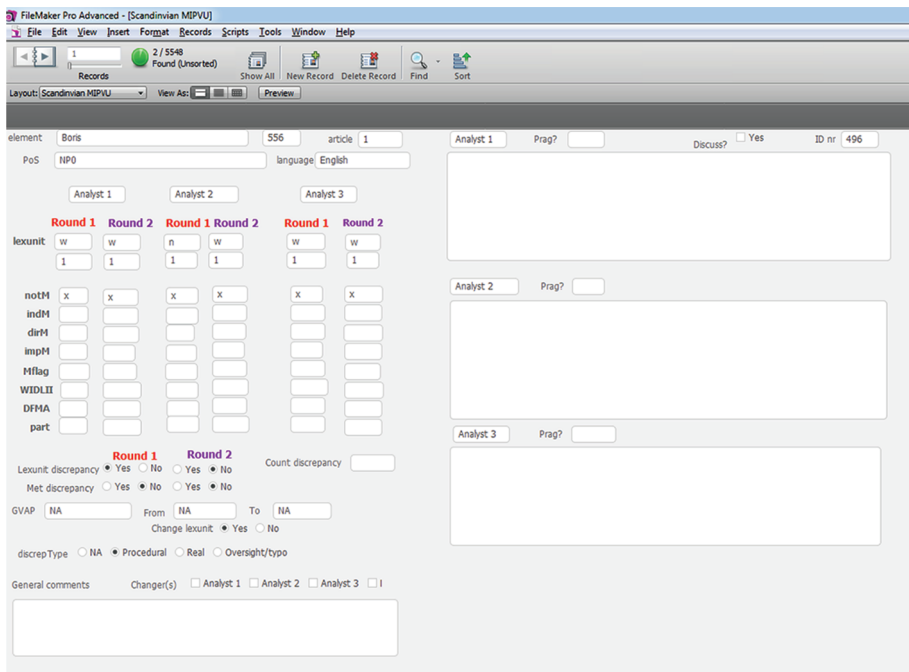 FileMaker Pro Advanced - [Scandinvian MIPVU]
File Edit View Insert Format Records Scripts Tools Window Help
1
2 / 5548
Found (Unsorted)
Records Show All New Record Delete Record Find Sort
Layout: Scandinvian MIPVU View As: Preview
element Boris 556 article 1
PoS NP0 language English
Analyst 1 Analyst 2 Analyst 3
Round 1 Round 2 Round 1 Round 2 Round 1 Round 2
lexunit w w n w w w
1 1 1 1 1 1
notM x x x x x x
indM
dirM
impM
Mflag
WIDLII
DFMA
part
Round 1 Round 2
Lexunit discrepancy Yes No Yes No Count discrepancy
Met discrepancy Yes No Yes No
GVAP NA From NA To NA
Change lexunit Yes No
discrepType NA Procedural Real Oversight/typo
General comments Changer(s) Analyst 1 Analyst 2 Analyst 3 I
Analyst 1 Prag? Discuss? Yes ID nr 496
Analyst 2 Prag?
Analyst 3 Prag?